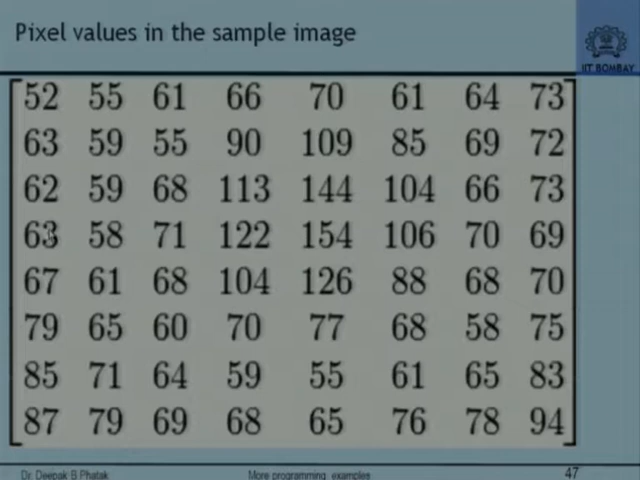 Pixel values in the sample image
IIT BOMBAY
52 55 61 66 70 61 64 73
63 59 55 90 109 85 69 72
62 59 68 113 144 104 66 73
63 58 71 122 154 106 70 69
67 61 68 104 126 88 68 70
79 65 60 70 77 68 58 75
85 71 64 59 55 61 65 83
87 79 69 68 65 76 78 94
Dr. Deepak B Phatak More programming examples 47